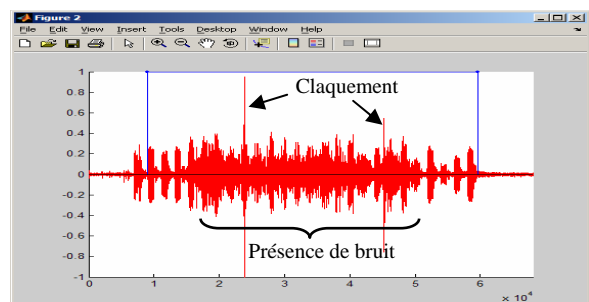 Figure 2
File Edit View Insert Tools Desktop Window Help
1
0.8
0.6
0.4
0.2
0
-0.2
-0.4
-0.6
-0.8
-1
Claquement
Présence de bruit
0 1 2 3 4 5 6
x 10⁴